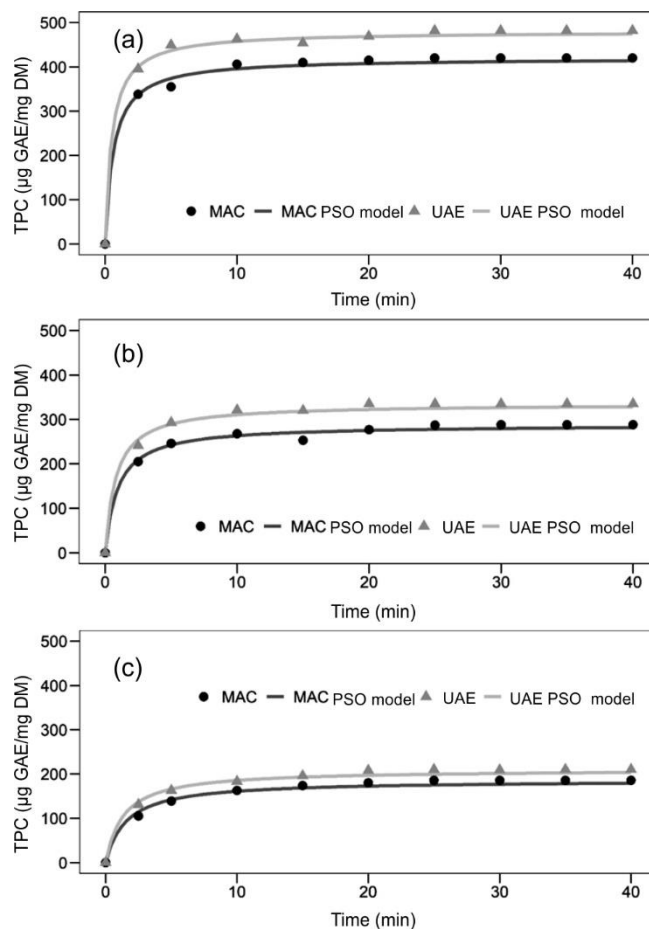 500
(a)
400
300
200
100
0
TPC (µg GAE/mg DM)
MAC MAC PSO model UAE UAE PSO model
0 10 20 30 40
Time (min)
500
(b)
400
300
200
100
0
TPC (µg GAE/mg DM)
MAC MAC PSO model UAE UAE PSO model
0 10 20 30 40
Time (min)
500
(c)
400
300
200
100
0
TPC (µg GAE/mg DM)
MAC MAC PSO model UAE UAE PSO model
0 10 20 30 40
Time (min)